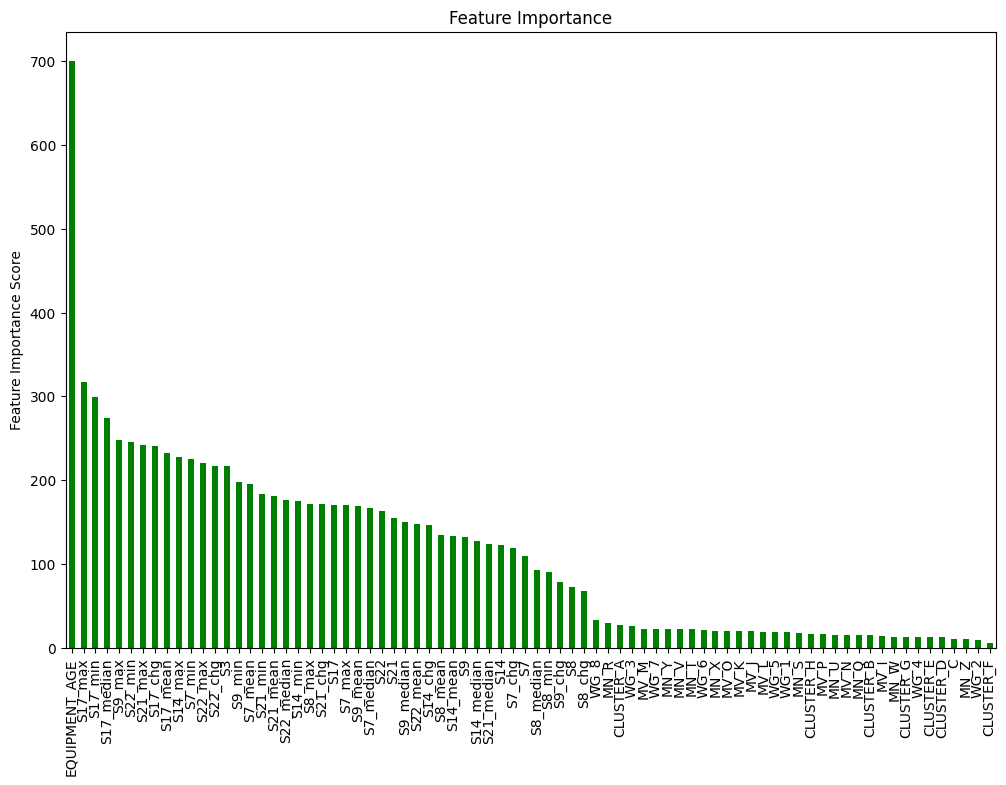 Feature Importance
Feature Importance Score
700
600
500
400
300
200
100
0
EQUIPMENT_AGE
S17_max
S17_min
S17_median
S9_max
S22_min
S21_max
S17_chg
S17_mean
S14_max
S7_min
S22_max
S22_chg
S3
S9_min
S7_mean
S21_min
S21_mean
S22_median
S14_min
S8_max
S21_chg
S17
S7_max
S9_mean
S7_median
S22
S21
S9_median
S22_mean
S14_chg
S8_mean
S14_mean
S9
S14_median
S21_median
S14
S7_chg
S7
S8_median
S8_min
S9_chg
S8
S8_chg
WG_8
MN_R
CLUSTER_A
WG_3
MV_M
WG_7
MN_Y
MN_V
MN_T
WG_6
MN_X
MV_O
MV_K
MV_J
MV_L
WG_5
WG_1
MN_S
CLUSTER_H
MV_P
MN_U
MV_N
MN_Q
CLUSTER_B
MV_I
MN_W
CLUSTER_G
WG_4
CLUSTER_E
CLUSTER_D
CLUSTER_C
MN_Z
WG_2
CLUSTER_F